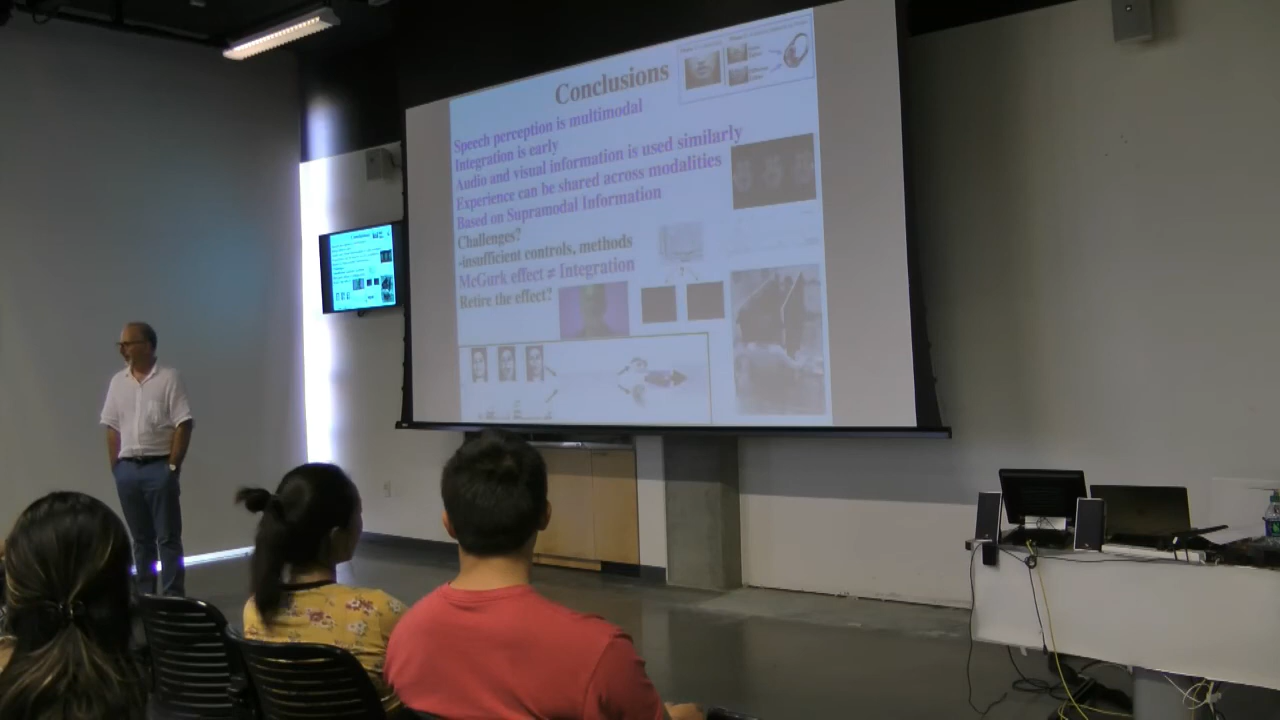 Conclusions
Speech perception is multimodal
Integration is early
Audio and visual information is used similarly
Experience can be shared across modalities
Based on Supramodal Information
Challenges?
-insufficient controls, methods
McGurk effect ≠ Integration
Retire the effect?